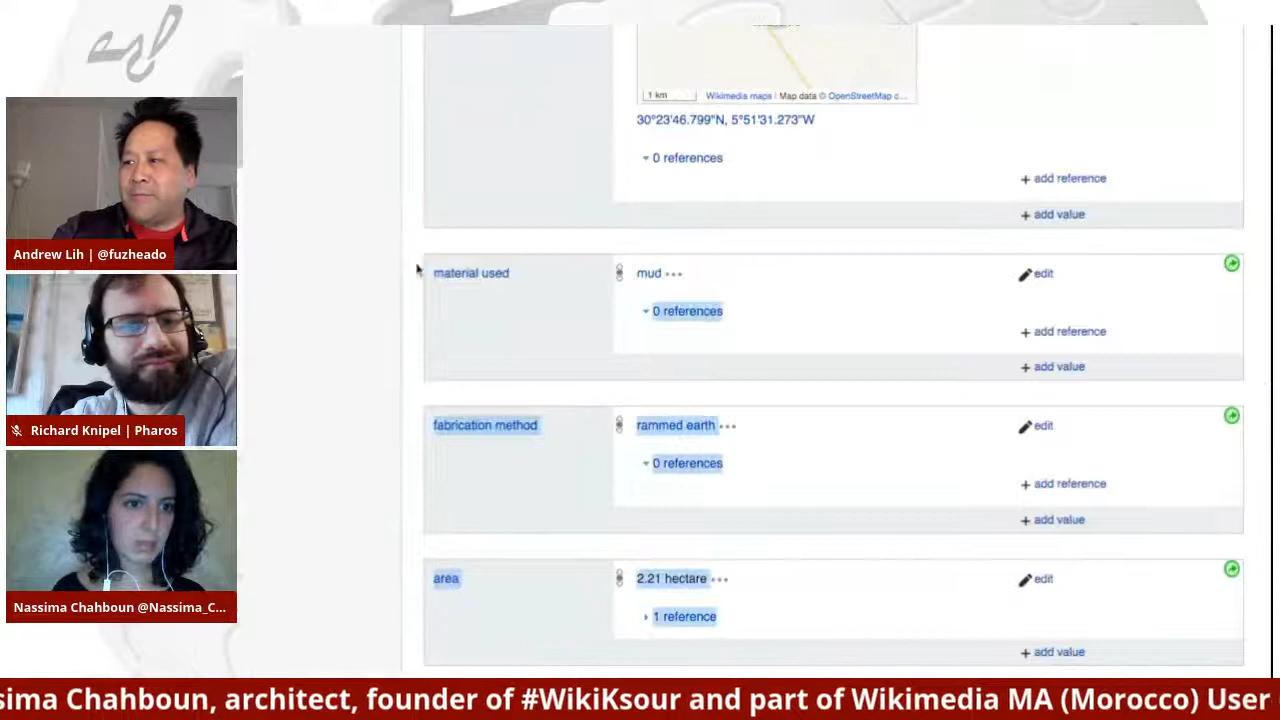 1 km
Wikimedia maps | Map data © OpenStreetMap c...
30°23'46.799"N, 5°51'31.273"W
0 references
+ add reference
+ add value
material used
mud
edit
0 references
+ add reference
+ add value
fabrication method
rammed earth
edit
0 references
+ add reference
+ add value
area
2.21 hectare
edit
1 reference
+ add value
Andrew Lih | @fuzheado
Richard Knipel | Pharos
Nassima Chahboun @Nassima_C...
sima Chahboun, architect, founder of #WikiKsour and part of Wikimedia MA (Morocco) User